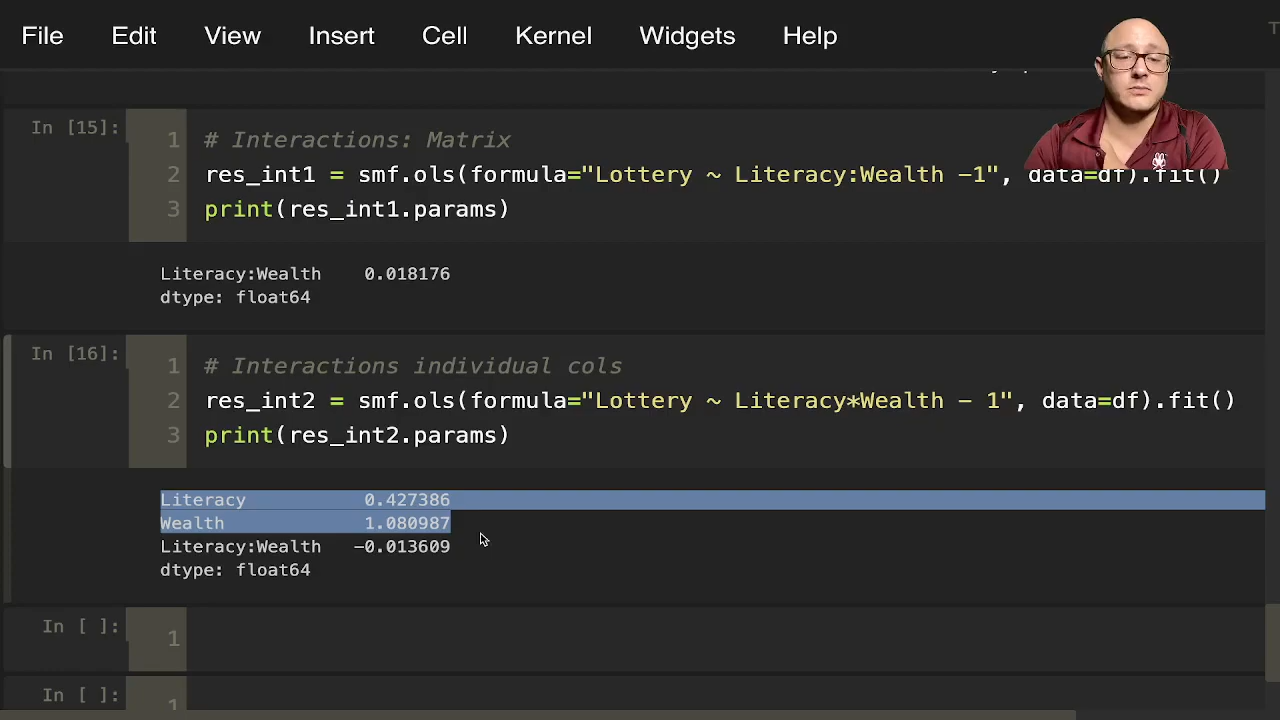 File Edit View Insert Cell Kernel Widgets Help
In [15]:
1 # Interactions: Matrix
2 res_int1 = smf.ols(formula="Lottery ~ Literacy:Wealth -1", data=df).fit()
3 print(res_int1.params)
Literacy:Wealth 0.018176
dtype: float64
In [16]:
1 # Interactions individual cols
2 res_int2 = smf.ols(formula="Lottery ~ Literacy*Wealth - 1", data=df).fit()
3 print(res_int2.params)
Literacy 0.427386
Wealth 1.080987
Literacy:Wealth -0.013609
dtype: float64
In [ ]:
1
In [ ]:
1